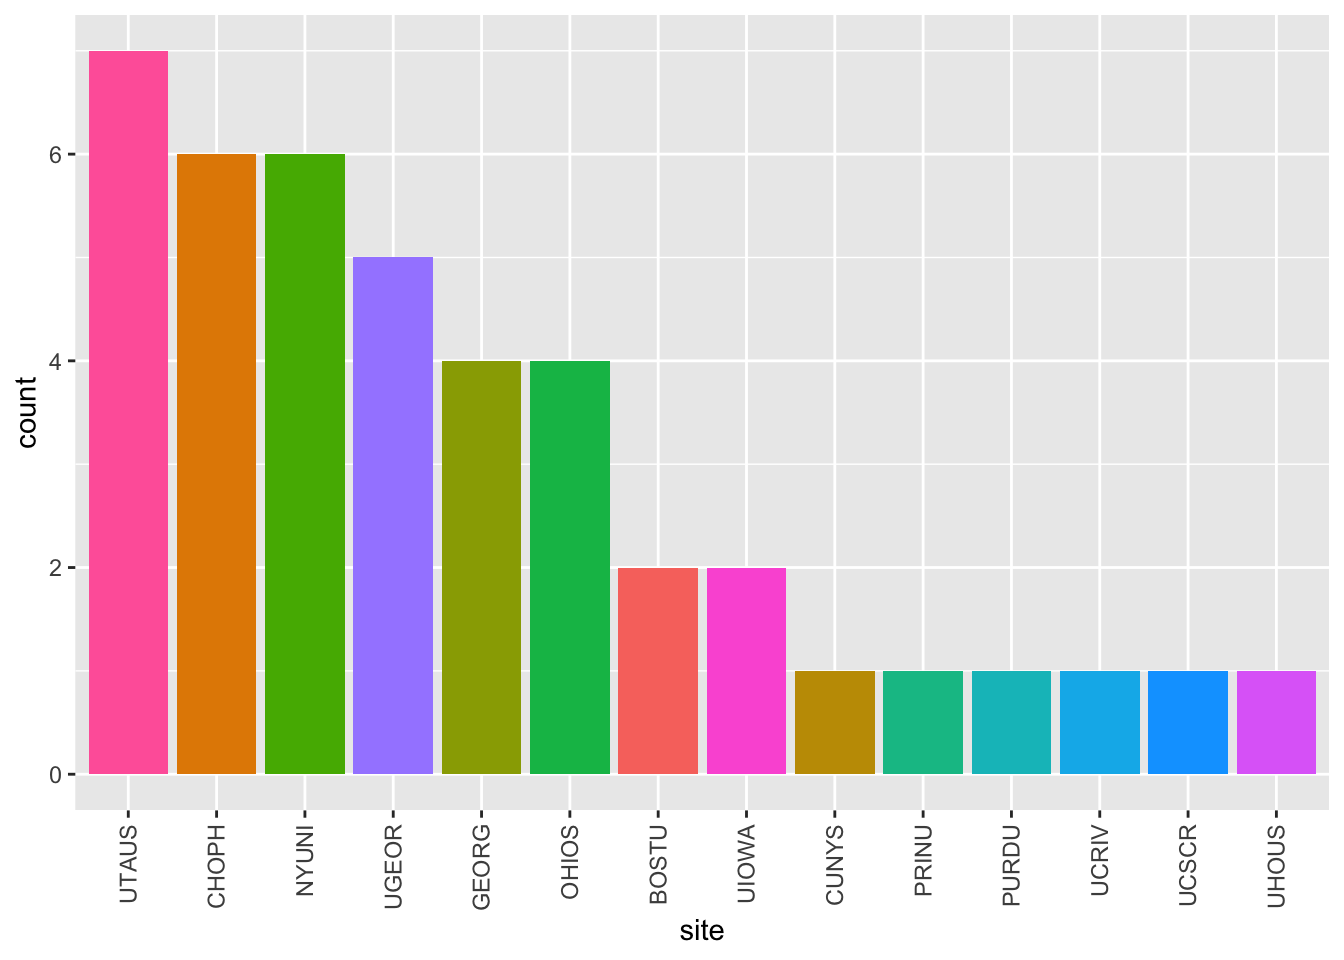 count
6
4
2
0
UTAUS
CHOPH
NYUNI
UGEOR
GEORG
OHIOS
BOSTU
UIOWA
CUNYS
PRINU
PURDU
UCRIV
UCSCR
UHOUS
site